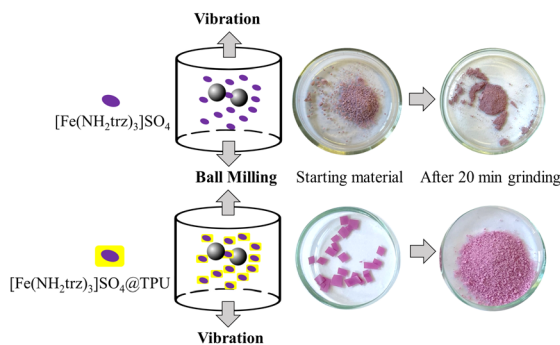 Vibration
[Fe(NH₂trz)₃]SO₄
Ball Milling
Starting material
After 20 min grinding
[Fe(NH₂trz)₃]SO₄@TPU
Vibration